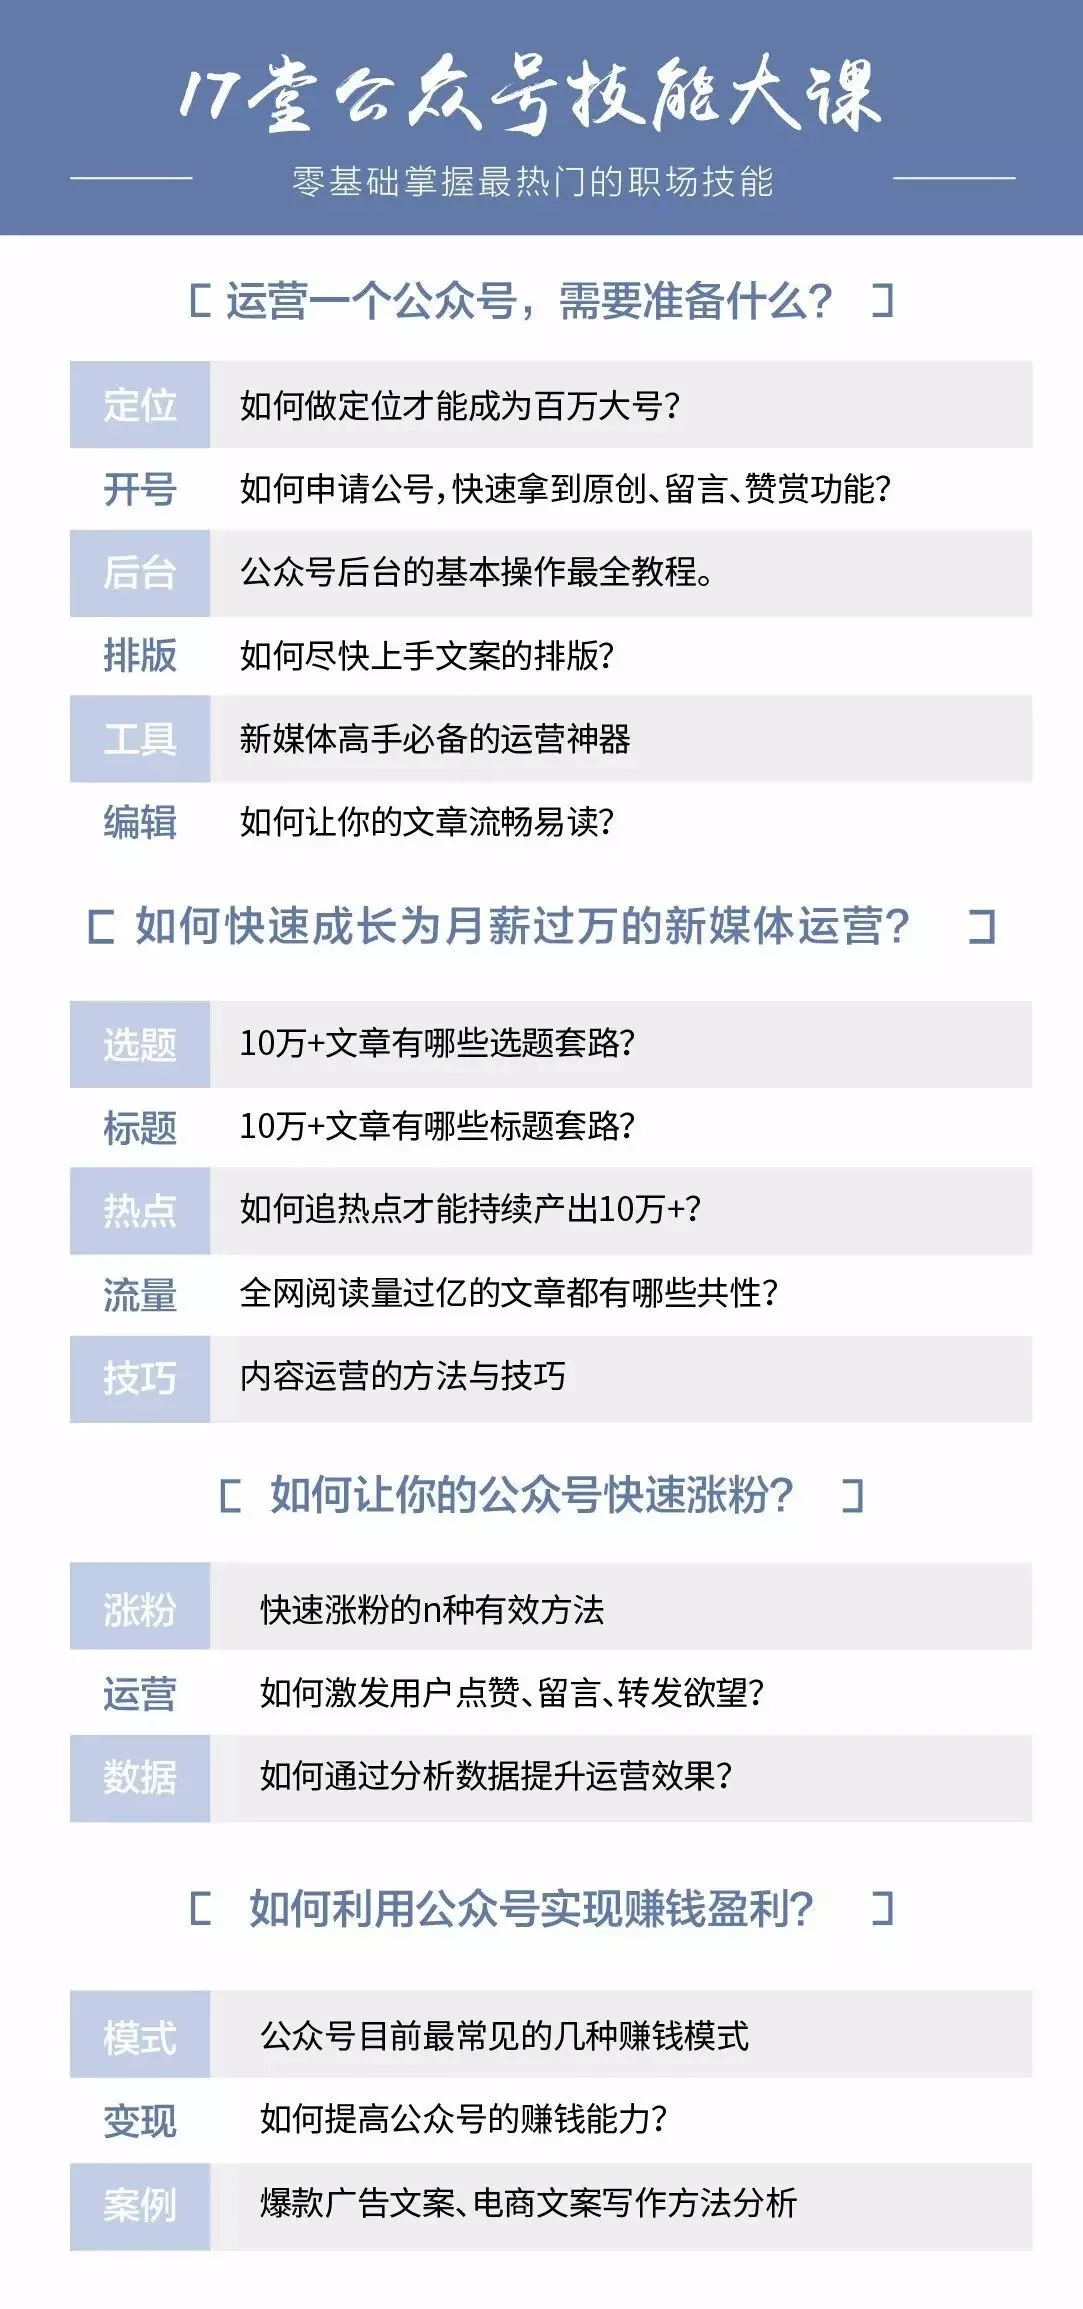 17堂公众号技能大课
零基础掌握最热门的职场技能
[ 运营一个公众号，需要准备什么? ]
定位 如何做定位才能成为百万大号?
开号 如何申请公号,快速拿到原创、留言、赞赏功能?
后台 公众号后台的基本操作最全教程。
排版 如何尽快上手文案的排版?
工具 新媒体高手必备的运营神器
编辑 如何让你的文章流畅易读?
[ 如何快速成长为月薪过万的新媒体运营? ]
选题 10万+文章有哪些选题套路?
标题 10万+文章有哪些标题套路?
热点 如何追热点才能持续产出10万+?
流量 全网阅读量过亿的文章都有哪些共性?
技巧 内容运营的方法与技巧
[ 如何让你的公众号快速涨粉? ]
涨粉 快速涨粉的n种有效方法
运营 如何激发用户点赞、留言、转发欲望?
数据 如何通过分析数据提升运营效果?
[ 如何利用公众号实现赚钱盈利? ]
模式 公众号目前最常见的几种赚钱模式
变现 如何提高公众号的赚钱能力?
案例 爆款广告文案、电商文案写作方法分析